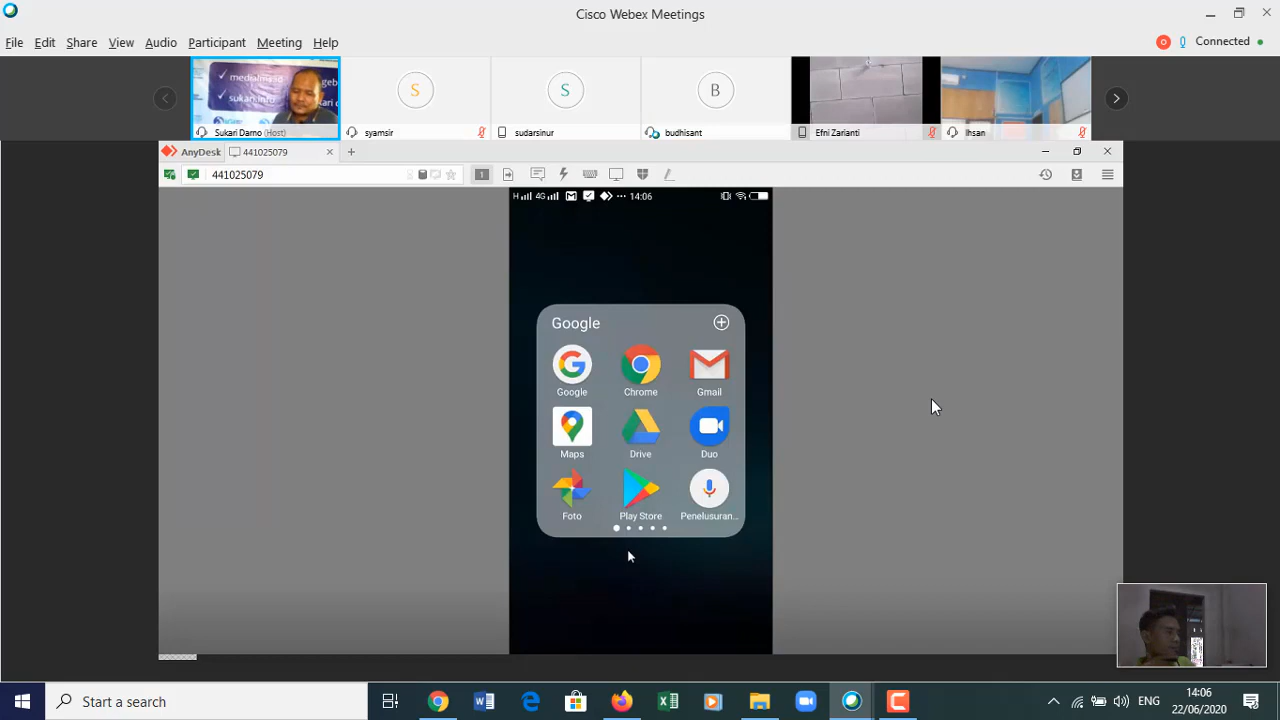 Cisco Webex Meetings
File Edit Share View Audio Participant Meeting Help
Connected
Sukari Darno (Host)
syamsir
sudarsinur
budhisant
Efni Zarianti
Ihsan
S
S
B
AnyDesk
441025079
441025079
1
H 4G 14:06
Google
Google
Chrome
Gmail
Maps
Drive
Duo
Foto
Play Store
Penelusuran...
Start a search
ENG
14:06
22/06/2020